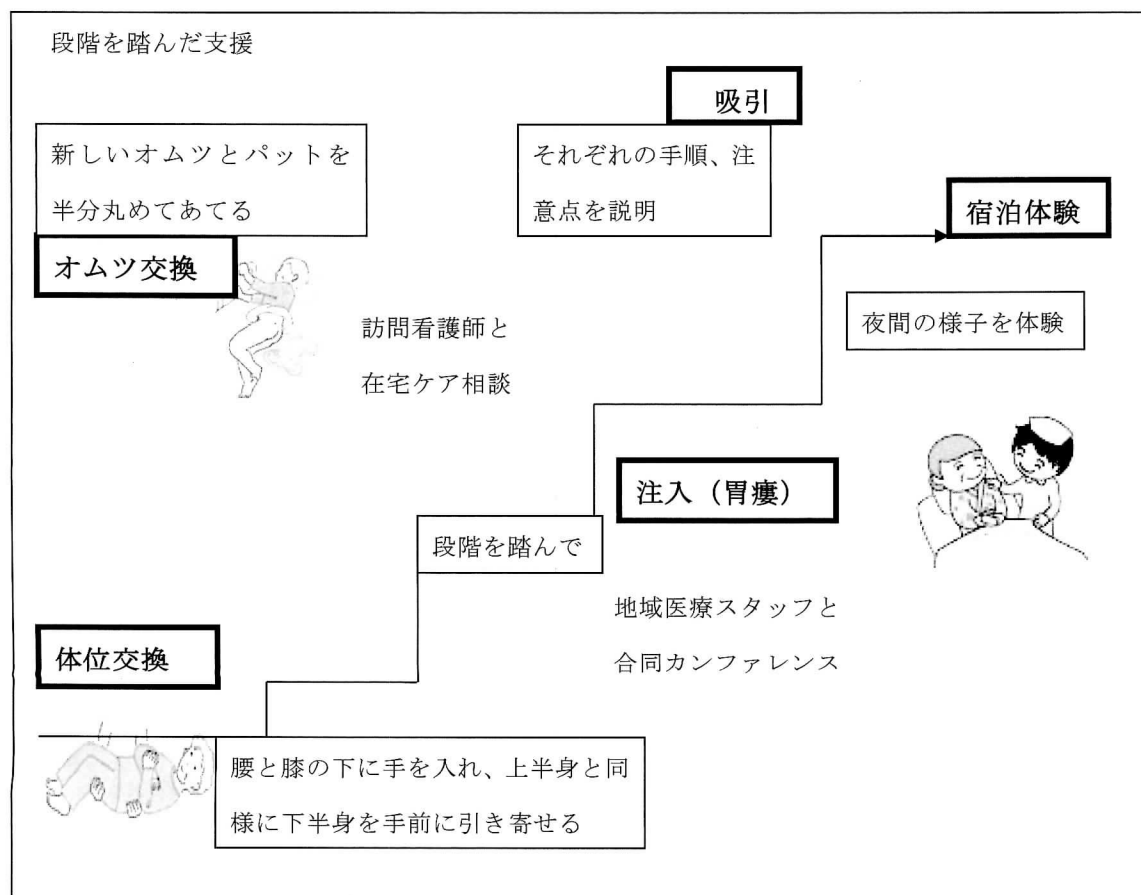 段階を踏んだ支援
吸引
新しいオムツとパットを
半分丸めてあてる
それぞれの手順、注
意点を説明
宿泊体験
オムツ交換
訪問看護師と
在宅ケア相談
夜間の様子を体験
注入（胃瘻）
段階を踏んで
地域医療スタッフと
合同カンファレンス
体位交換
腰と膝の下に手を入れ、上半身と同
様に下半身を手前に引き寄せる